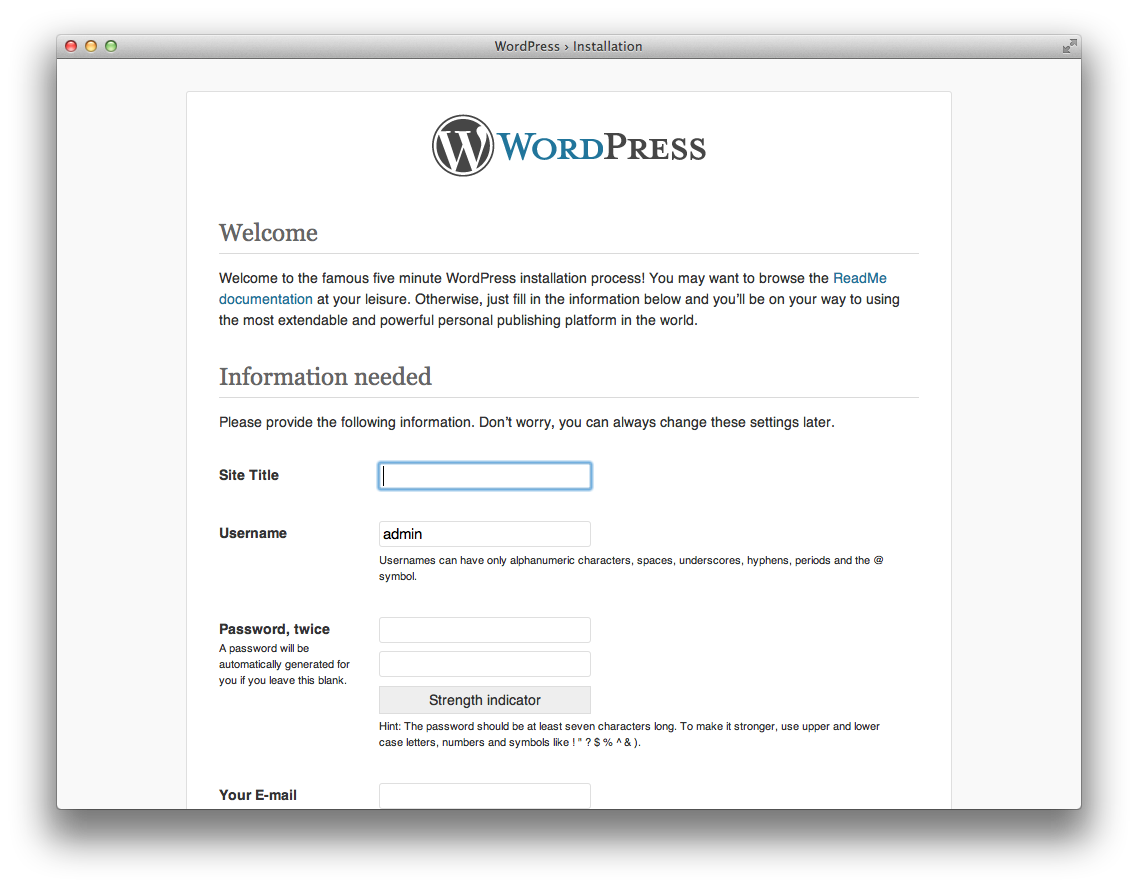 WordPress › Installation
W WORDPRESS
Welcome
Welcome to the famous five minute WordPress installation process! You may want to browse the ReadMe
documentation at your leisure. Otherwise, just fill in the information below and you’ll be on your way to using
the most extendable and powerful personal publishing platform in the world.
Information needed
Please provide the following information. Don’t worry, you can always change these settings later.
Site Title
Username
admin
Usernames can have only alphanumeric characters, spaces, underscores, hyphens, periods and the @
symbol.
Password, twice
A password will be
automatically generated for
you if you leave this blank.
Strength indicator
Hint: The password should be at least seven characters long. To make it stronger, use upper and lower
case letters, numbers and symbols like ! " ? $ % ^ & ).
Your E-mail